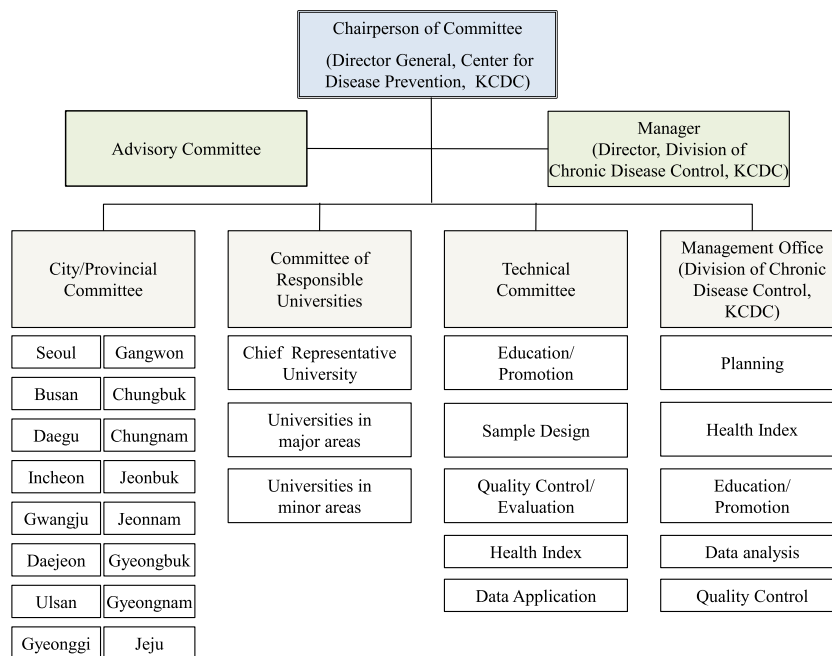 Chairperson of Committee
(Director General, Center for
Disease Prevention, KCDC)
Advisory Committee
Manager
(Director, Division of
Chronic Disease Control, KCDC)
City/Provincial
Committee
Committee of
Responsible
Universities
Technical
Committee
Management Office
(Division of Chronic
Disease Control,
KCDC)
Seoul
Gangwon
Busan
Chungbuk
Daegu
Chungnam
Incheon
Jeonbuk
Gwangju
Jeonnam
Daejeon
Gyeongbuk
Ulsan
Gyeongnam
Gyeonggi
Jeju
Chief Representative
University
Universities in
major areas
Universities in
minor areas
Education/
Promotion
Sample Design
Quality Control/
Evaluation
Health Index
Data Application
Planning
Health Index
Education/
Promotion
Data analysis
Quality Control